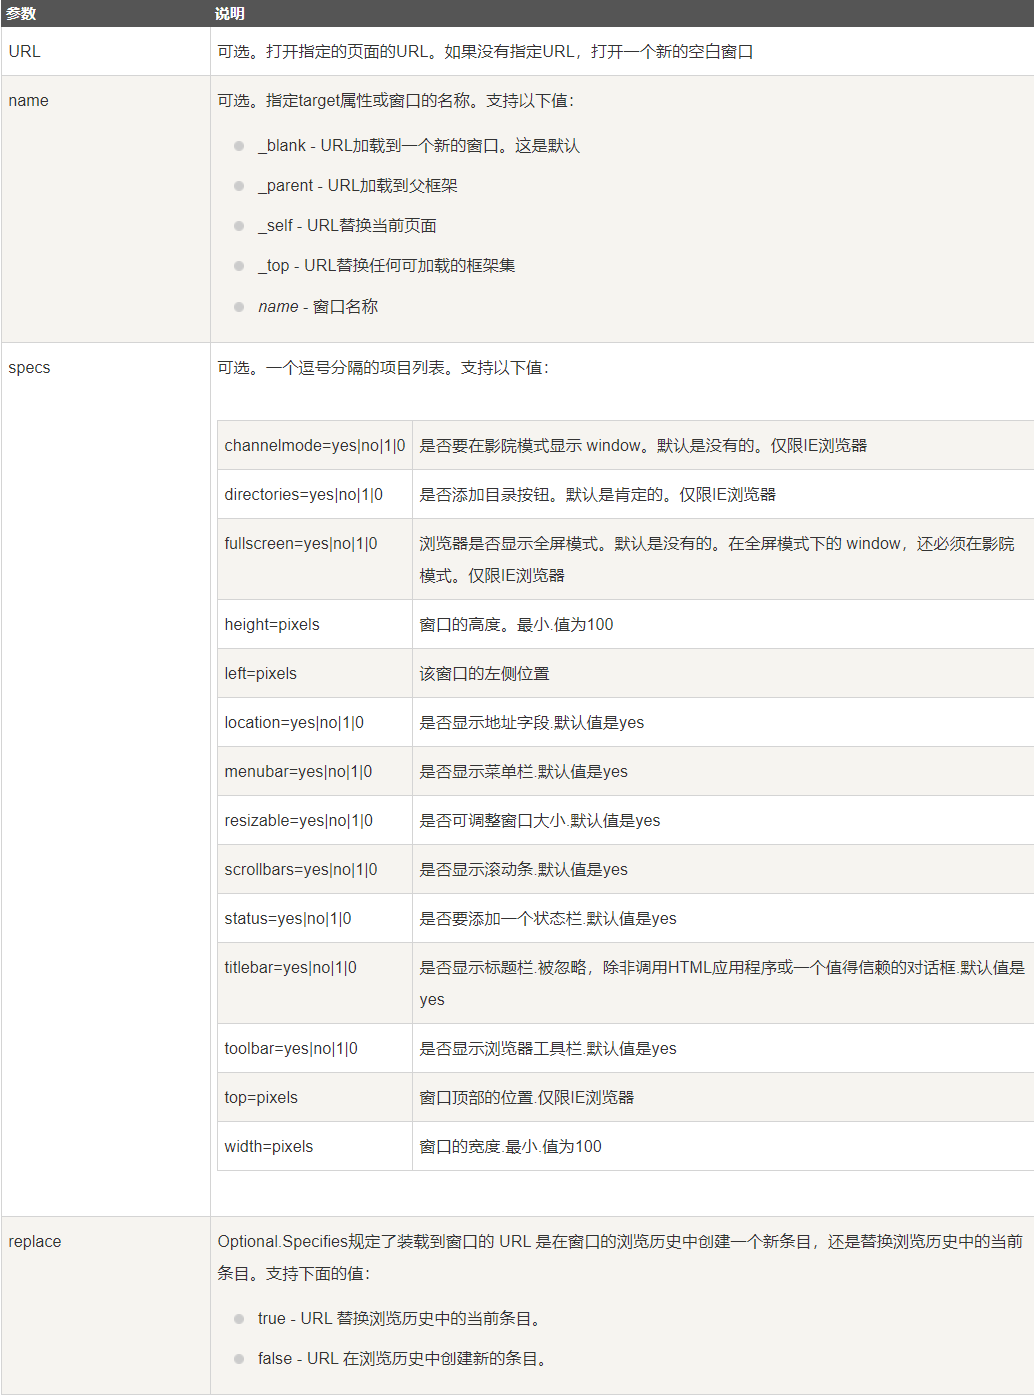 参数 说明
URL 可选。打开指定的页面的URL。如果没有指定URL，打开一个新的空白窗口
name 可选。指定target属性或窗口的名称。支持以下值：
_blank - URL加载到一个新的窗口。这是默认
_parent - URL加载到父框架
_self - URL替换当前页面
_top - URL替换任何可加载的框架集
name - 窗口名称
specs 可选。一个逗号分隔的项目列表。支持以下值：
channelmode=yes|no|1|0 是否要在影院模式显示 window。默认是没有的。仅限IE浏览器
directories=yes|no|1|0 是否添加目录按钮。默认是肯定的。仅限IE浏览器
fullscreen=yes|no|1|0 浏览器是否显示全屏模式。默认是没有的。在全屏模式下的 window，还必须在影院
模式。仅限IE浏览器
height=pixels 窗口的高度。最小.值为100
left=pixels 该窗口的左侧位置
location=yes|no|1|0 是否显示地址字段.默认值是yes
menubar=yes|no|1|0 是否显示菜单栏.默认值是yes
resizable=yes|no|1|0 是否可调整窗口大小.默认值是yes
scrollbars=yes|no|1|0 是否显示滚动条.默认值是yes
status=yes|no|1|0 是否要添加一个状态栏.默认值是yes
titlebar=yes|no|1|0 是否显示标题栏.被忽略，除非调用HTML应用程序或一个值得信赖的对话框.默认值是
yes
toolbar=yes|no|1|0 是否显示浏览器工具栏.默认值是yes
top=pixels 窗口顶部的位置.仅限IE浏览器
width=pixels 窗口的宽度.最小.值为100
replace Optional.Specifies规定了装载到窗口的 URL 是在窗口的浏览历史中创建一个新条目，还是替换浏览历史中的当前
条目。支持下面的值：
true - URL 替换浏览历史中的当前条目。
false - URL 在浏览历史中创建新的条目。